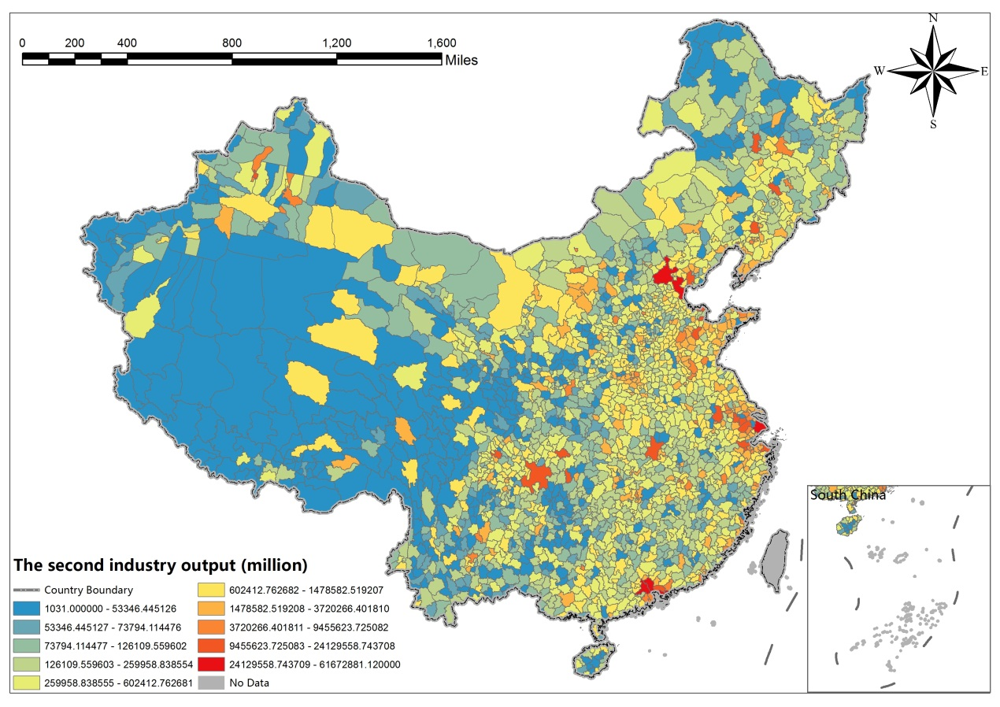 0 200 400 800 1,200 1,600
Miles
N
W E
S
South China
The second industry output (million)
Country Boundary
1031.000000 - 53346.445126
53346.445127 - 73794.114476
73794.114477 - 126109.559602
126109.559603 - 259958.838554
259958.838555 - 602412.762681
602412.762682 - 1478582.519207
1478582.519208 - 3720266.401810
3720266.401811 - 9455623.725082
9455623.725083 - 24129558.743708
24129558.743709 - 61672881.120000
No Data